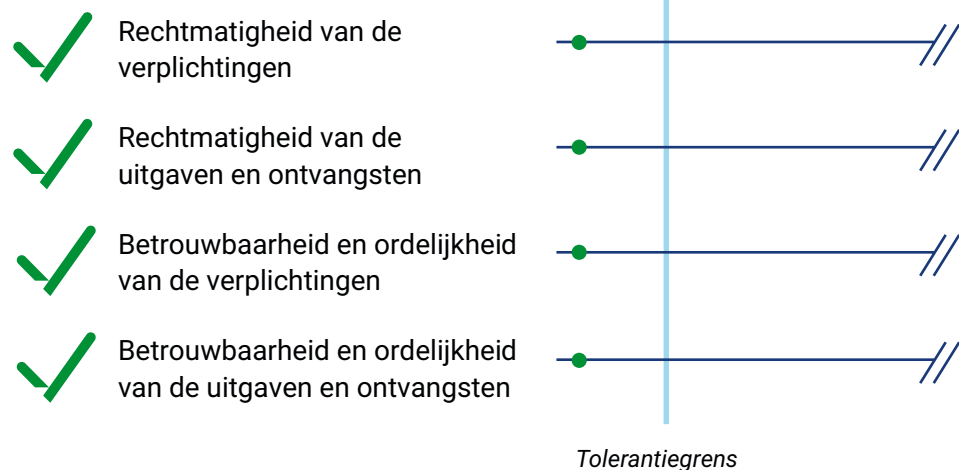 Rechtmatigheid van de
verplichtingen
Rechtmatigheid van de
uitgaven en ontvangsten
Betrouwbaarheid en ordelijkheid
van de verplichtingen
Betrouwbaarheid en ordelijkheid
van de uitgaven en ontvangsten
Tolerantiegrens